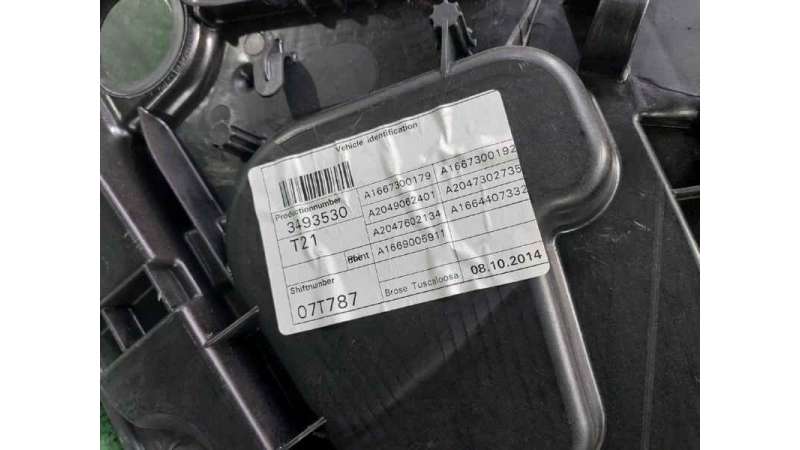 Vehicle identification
Productionnumber
3493530
T21
A1667300179 A1667300192
A2049062401 A2047302735
A2047602134 A1664407332
A1669005911
Shiftnumber
07T787
Brose Tuscaloosa 08.10.2014